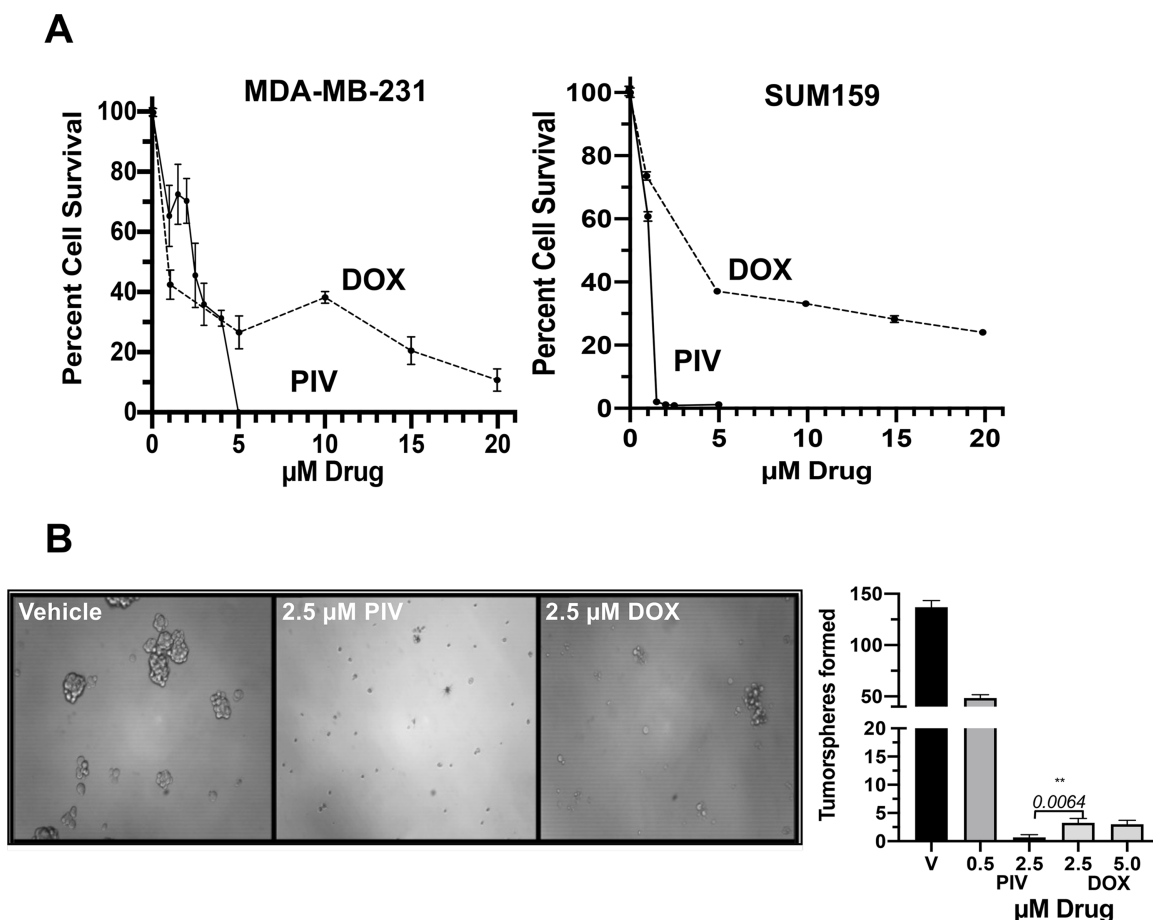 A
MDA-MB-231
Percent Cell Survival
100
80
60
40
20
0
DOX
PIV
0 5 10 15 20
µM Drug
SUM159
Percent Cell Survival
100
80
60
40
20
0
DOX
PIV
0 5 10 15 20
µM Drug
B
Vehicle
2.5 µM PIV
2.5 µM DOX
Tumorspheres formed
150
100
50
20
15
10
5
0
**
0.0064
V 0.5 2.5 2.5 5.0
PIV DOX
µM Drug